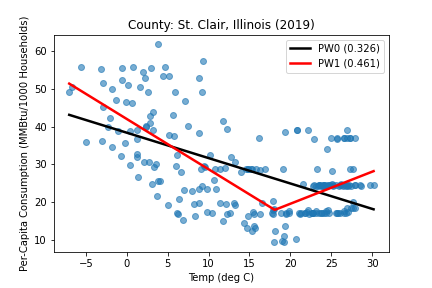 County: St. Clair, Illinois (2019)
Per-Capita Consumption (MMBtu/1000 Households)
60
50
40
30
20
10
PW0 (0.326)
PW1 (0.461)
−5
0
5
10
15
20
25
30
Temp (deg C)